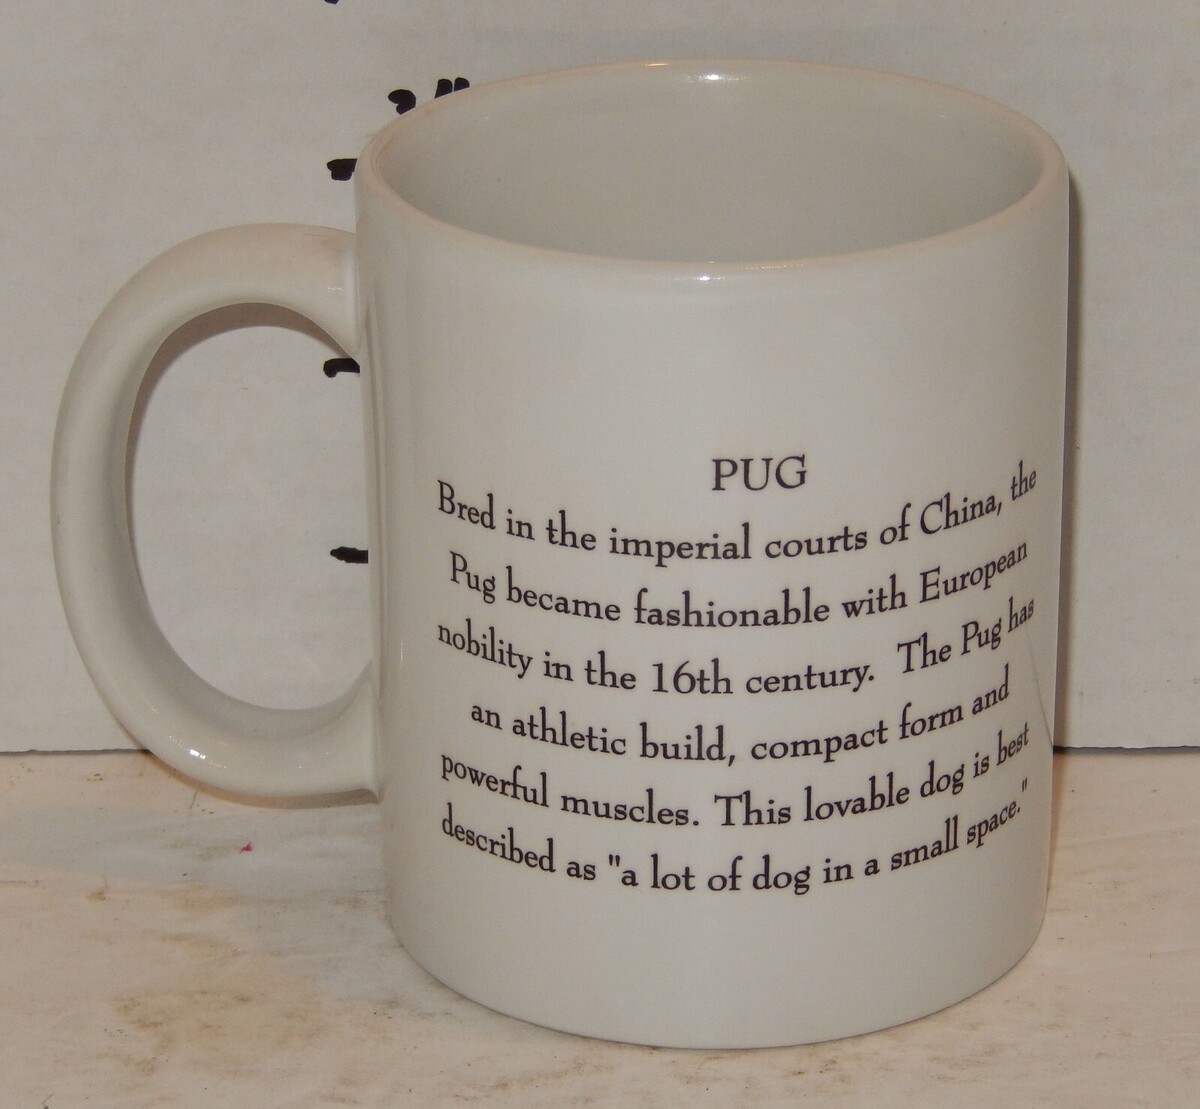 PUG
Bred in the imperial courts of China, the
Pug became fashionable with European
nobility in the 16th century. The Pug has
an athletic build, compact form and
powerful muscles. This lovable dog is best
described as "a lot of dog in a small space."